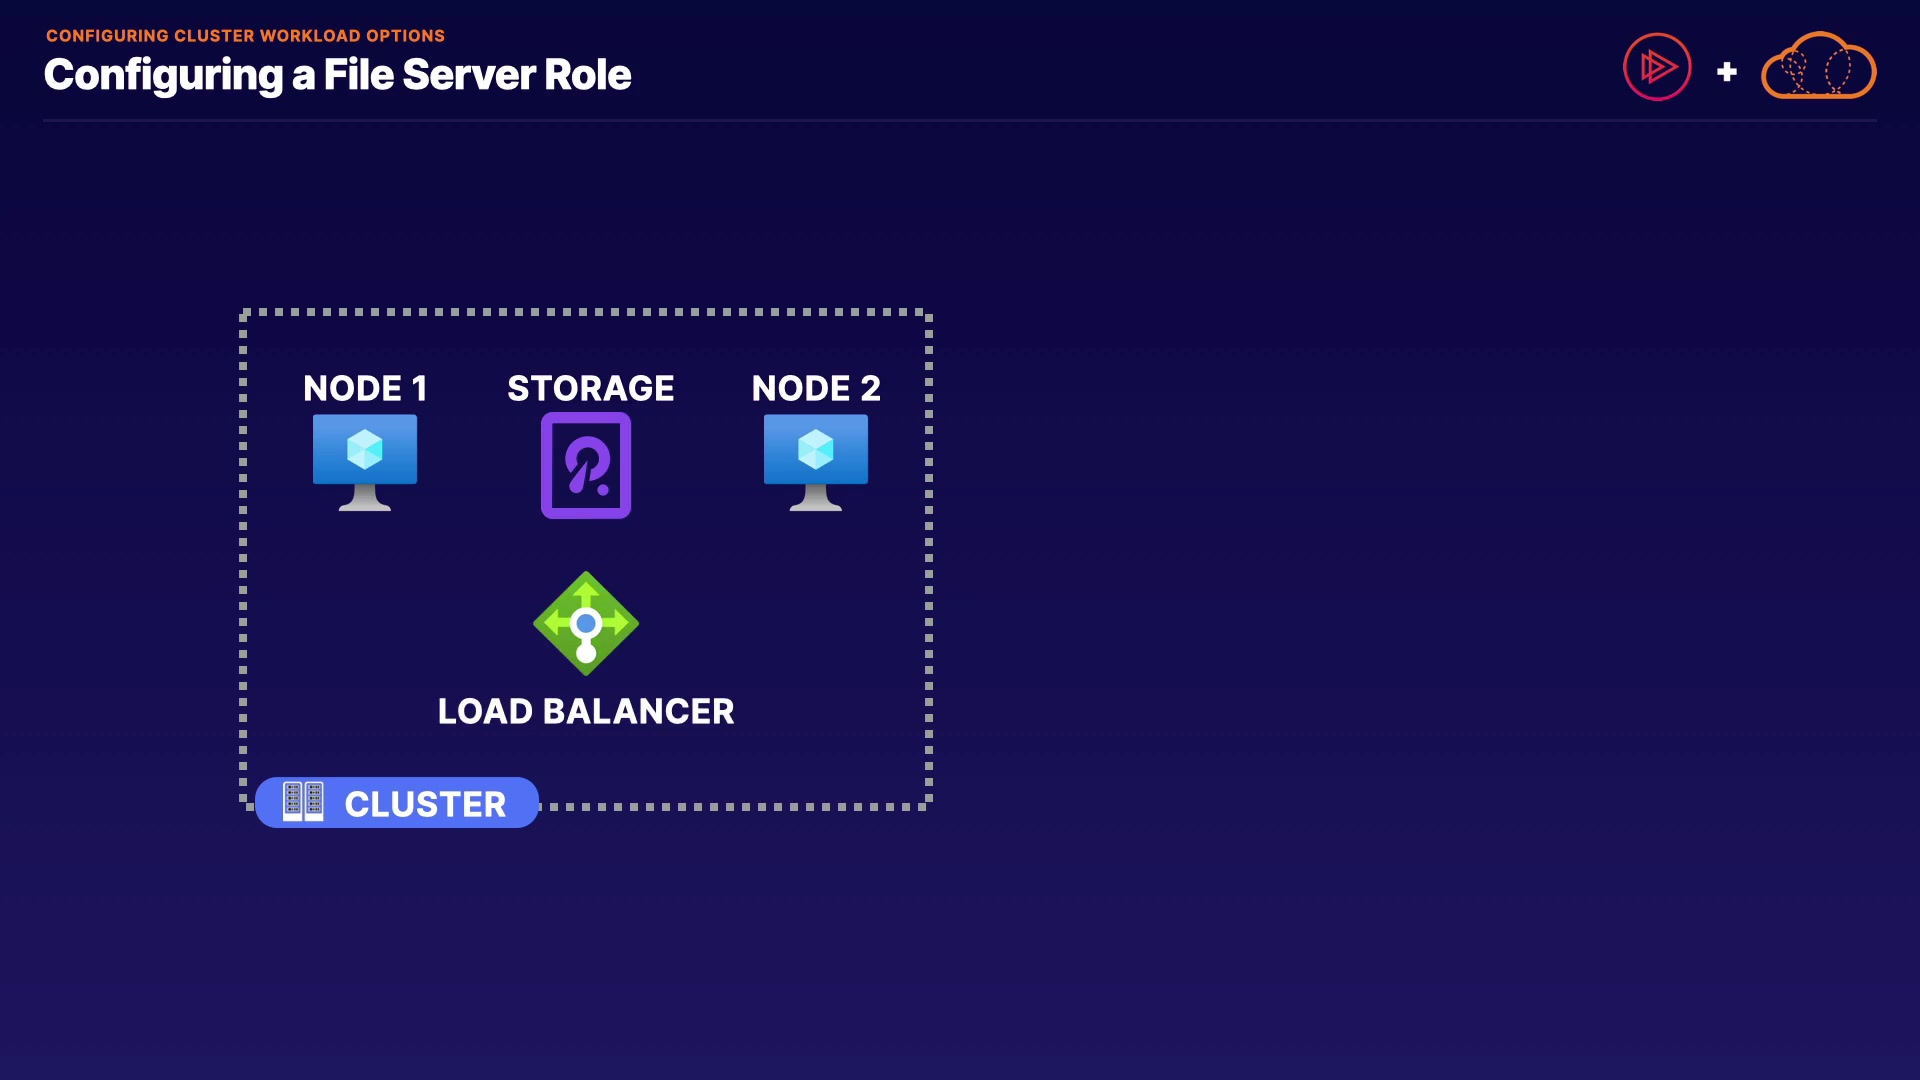 CONFIGURING CLUSTER WORKLOAD OPTIONS
Configuring a File Server Role
NODE 1
STORAGE
NODE 2
LOAD BALANCER
CLUSTER